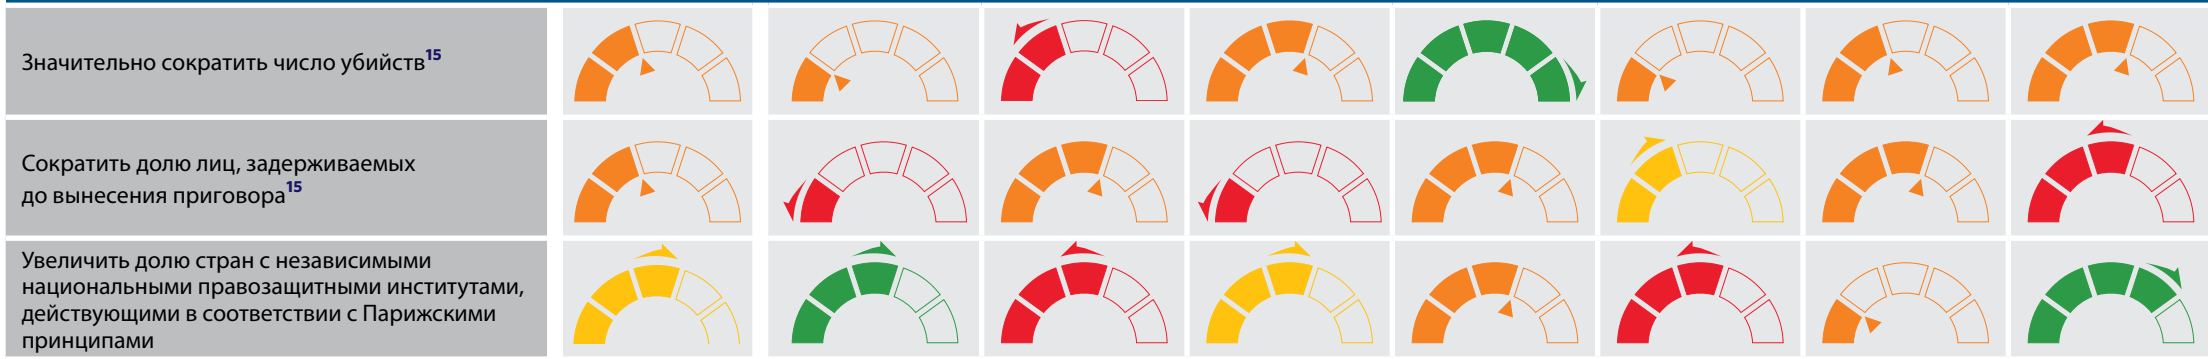 Значительно сократить число убийств15
Сократить долю лиц, задерживаемых
до вынесения приговора15
Увеличить долю стран с независимыми
национальными правозащитными институтами,
действующими в соответствии с Парижскими
принципами